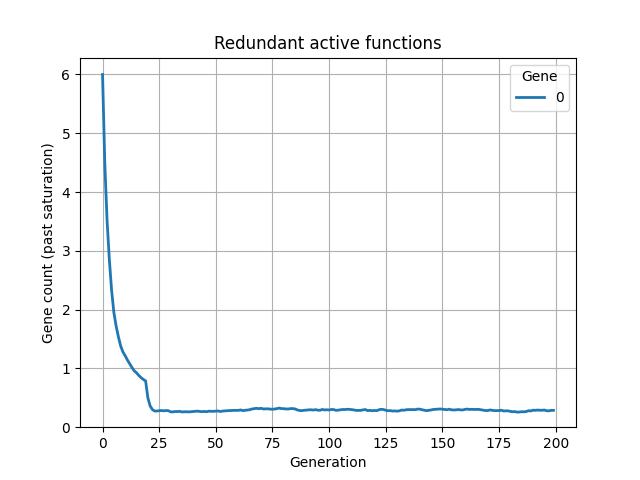 Redundant active functions
Gene
0
Gene count (past saturation)
6
5
4
3
2
1
0
0 25 50 75 100 125 150 175 200
Generation